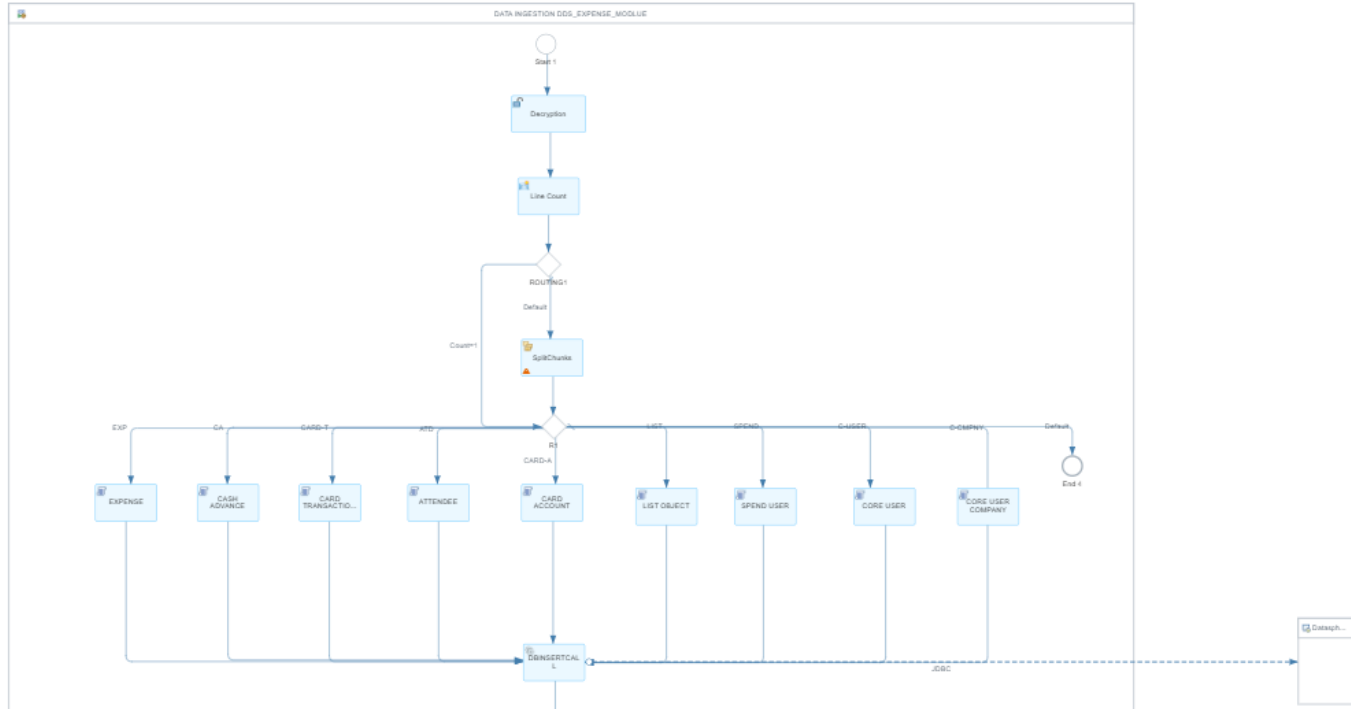 DATA INGESTION DDS_EXPENSE_MODLUE
Start 1
Decryption
Line Count
ROUTING1
Default
Count=1
SplitChunks
EXP
CA
CARD-T
ATD
R1
LIST
SPEND
C-USER
C-CMPNY
Default
CARD-A
End 4
EXPENSE
CASH
ADVANCE
CARD
TRANSACTIO...
ATTENDEE
CARD
ACCOUNT
LIST OBJECT
SPEND USER
CORE USER
CORE USER
COMPANY
DBINSERTCAL
L
JDBC
Datasph...